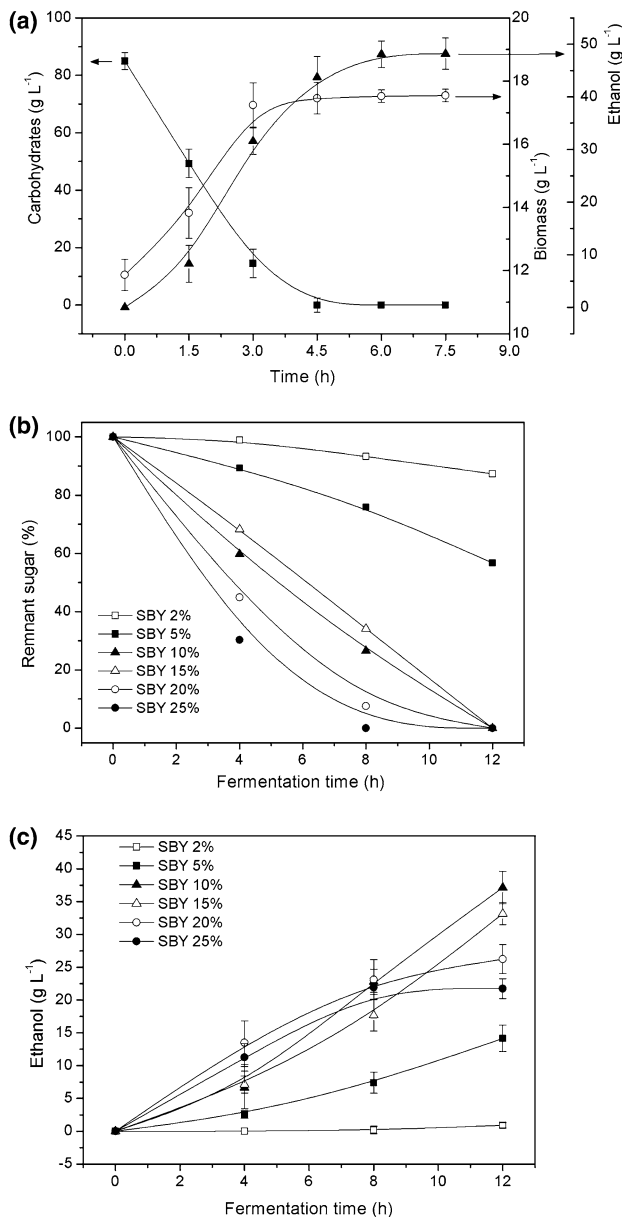 (a)
Carbohydrates (g L⁻¹)
100
80
60
40
20
0
0.0 1.5 3.0 4.5 6.0 7.5 9.0
Time (h)
20
18
16
14
12
10
Biomass (g L⁻¹)
50
40
30
20
10
0
Ethanol (g L⁻¹)
(b)
Remnant sugar (%)
100
80
60
40
20
0
SBY 2%
SBY 5%
SBY 10%
SBY 15%
SBY 20%
SBY 25%
0 2 4 6 8 10 12
Fermentation time (h)
(c)
Ethanol (g L⁻¹)
45
40
35
30
25
20
15
10
5
0
-5
SBY 2%
SBY 5%
SBY 10%
SBY 15%
SBY 20%
SBY 25%
0 2 4 6 8 10 12
Fermentation time (h)